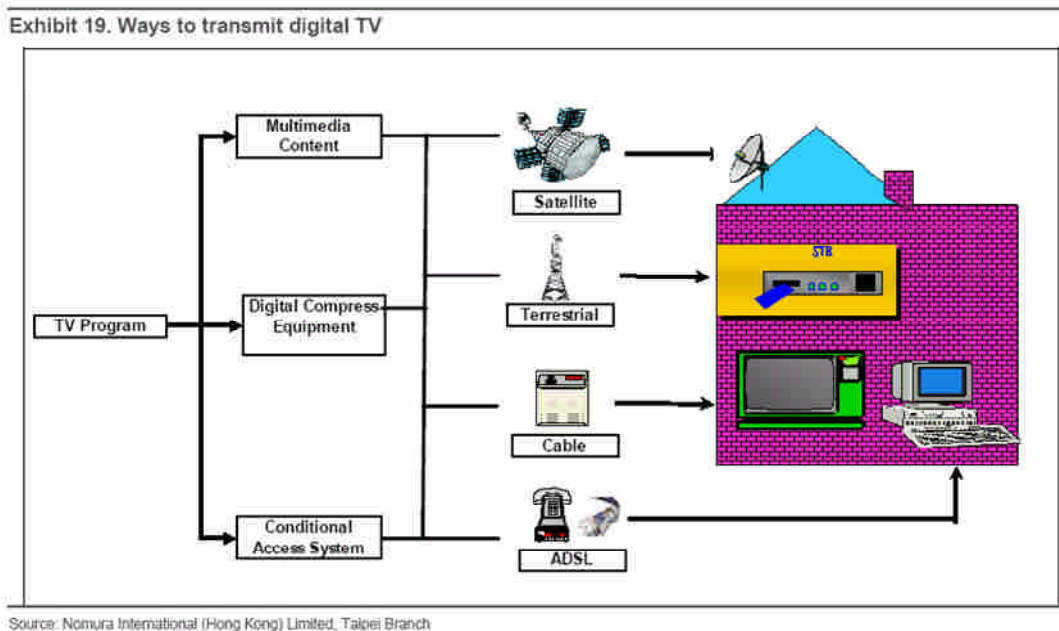 Exhibit 19. Ways to transmit digital TV
Multimedia
Content
Satellite
STB
Digital Compress
Equipment
TV Program
Terrestrial
Cable
Conditional
Access System
ADSL
Source: Nomura International (Hong Kong) Limited, Taipei Branch